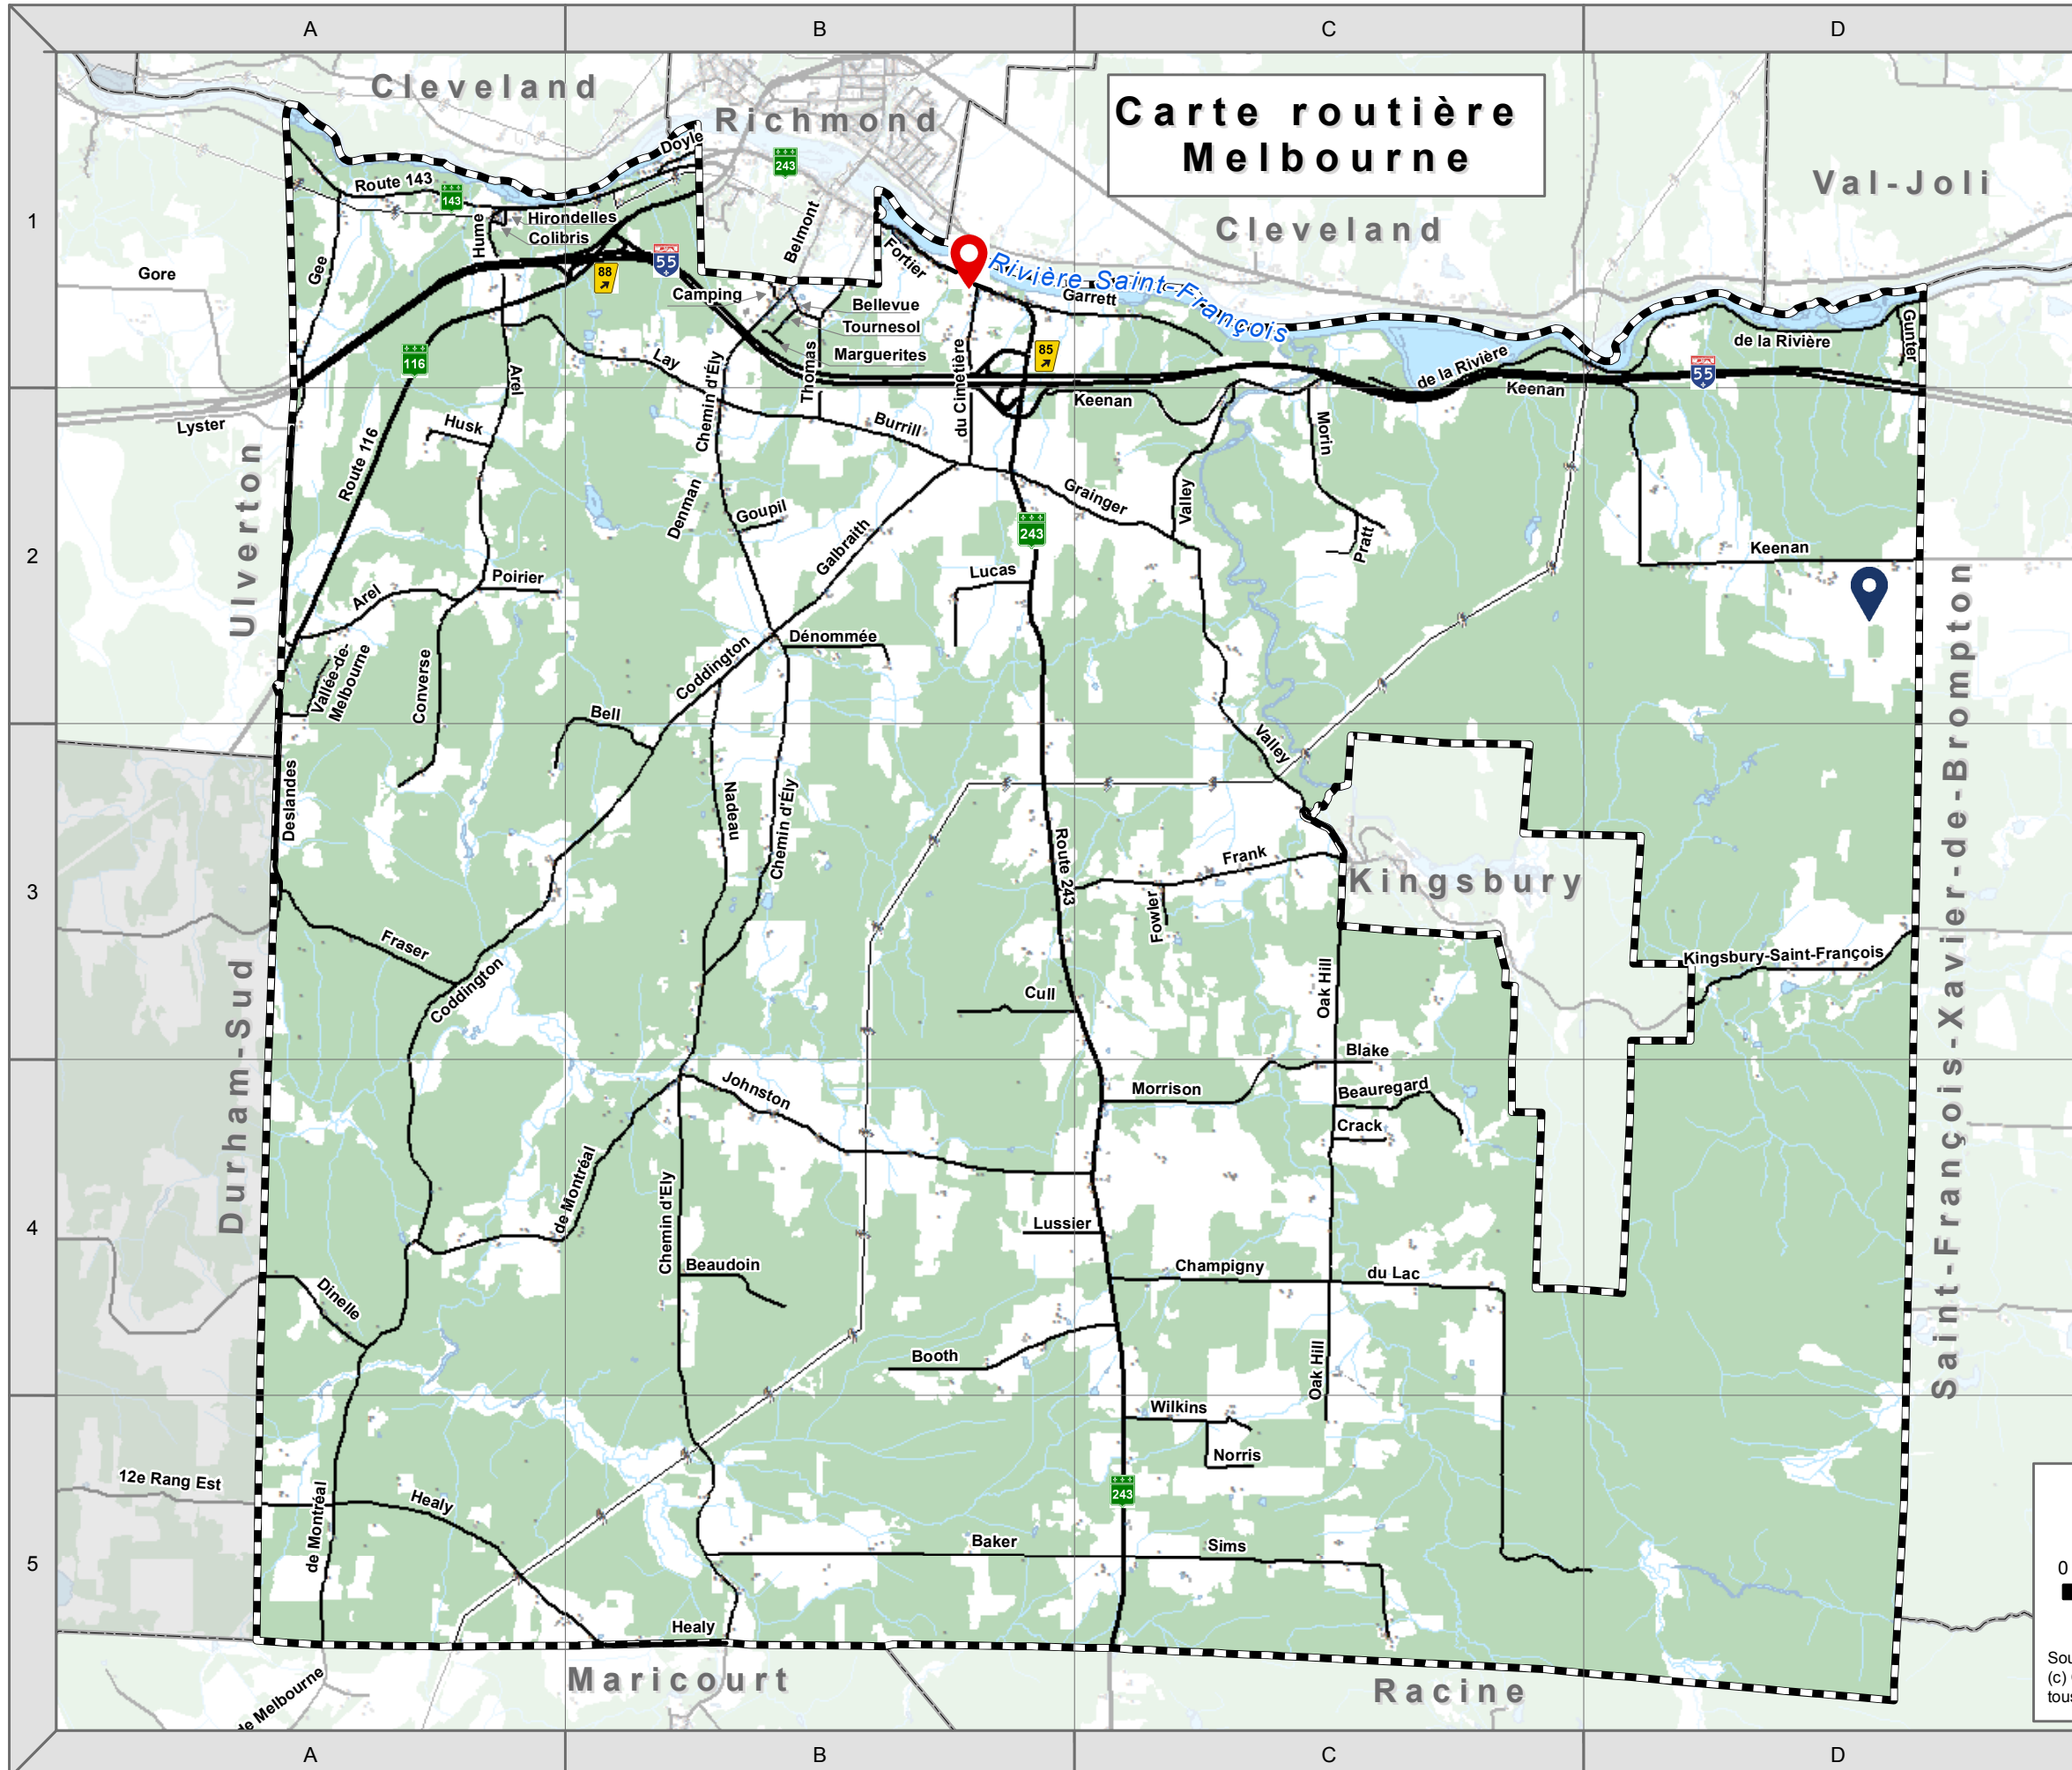 A
B
C
D
Cleveland
Richmond
Carte routière
Melbourne
Val-Joli
Cleveland
1
Doyle
243
Route 143
143
Hume
Hirondelles
Colibris
Belmont
Fortier
Gore
Gee
88
55
Camping
Bellevue
Tournesol
Marguerites
Rivière Saint-François
Garrett
de la Rivière
Gunter
116
Lay
Chemin d'Ély
Thomas
du Cimetière
85
de la Rivière
Keenan
55
Arel
Keenan
Lyster
Husk
Burrill
Morin
Ulverton
Route 116
Denman
Goupil
Galbraith
Grainger
Valley
243
Pratt
2
Keenan
Arel
Poirier
Lucas
Vallée-de-
Melbourne
Converse
Coddington
Dénommée
Bell
Valley
Saint-François-Xavier-de-Brompton
Deslandes
Nadeau
Chemin d'Ély
Route 243
Frank
Kingsbury
3
Fowler
Fraser
Coddington
Durham-Sud
Cull
Oak Hill
Kingsbury-Saint-François
Blake
Johnston
Morrison
Beauregard
Crack
de Montréal
Chemin d'Ely
4
Lussier
Beaudoin
Champigny
du Lac
Dinelle
Booth
Oak Hill
Wilkins
Norris
12e Rang Est
de Montréal
Healy
243
Baker
Sims
5
0
Healy
Maricourt
Racine
de Melbourne
Sou
(c)
tous
A
B
C
D